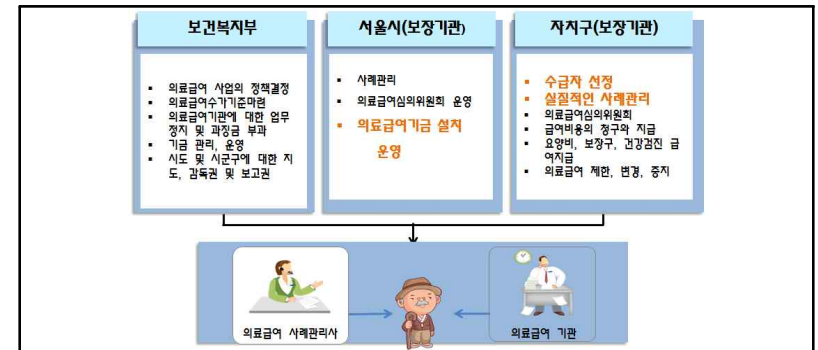 보건복지부
의료급여 사업의 정책결정
의료급여수가기준마련
의료급여기관에 대한 업무
정지 및 과징금 부과
기금 관리, 운영
시도 및 시군구에 대한 지
도, 감독권 및 보고권
서울시(보장기관)
사례관리
의료급여심의위원회 운영
의료급여기금 설치
운영
자치구(보장기관)
수급자 선정
실질적인 사례관리
의료급여심의위원회
급여비용의 청구와 지급
요양비, 보장구, 건강검진 급
여지급
의료급여 제한, 변경, 중지
의료급여 사례관리사
의료급여 기관